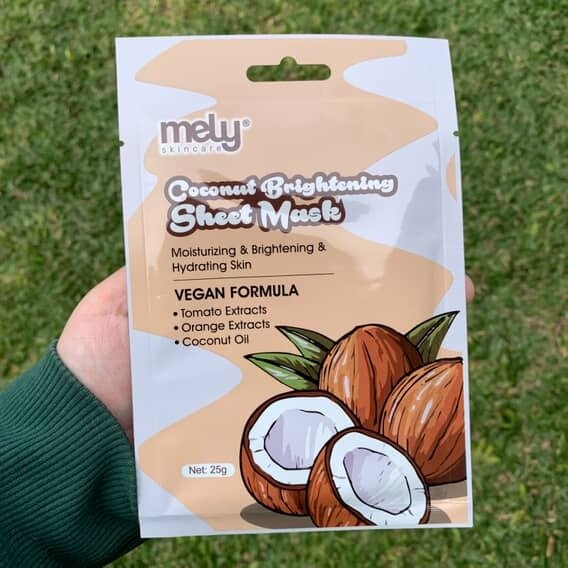 mely®
skincare
Coconut Brightening
Sheet Mask
Moisturizing & Brightening &
Hydrating Skin
VEGAN FORMULA
• Tomato Extracts
• Orange Extracts
• Coconut Oil
Net: 25g